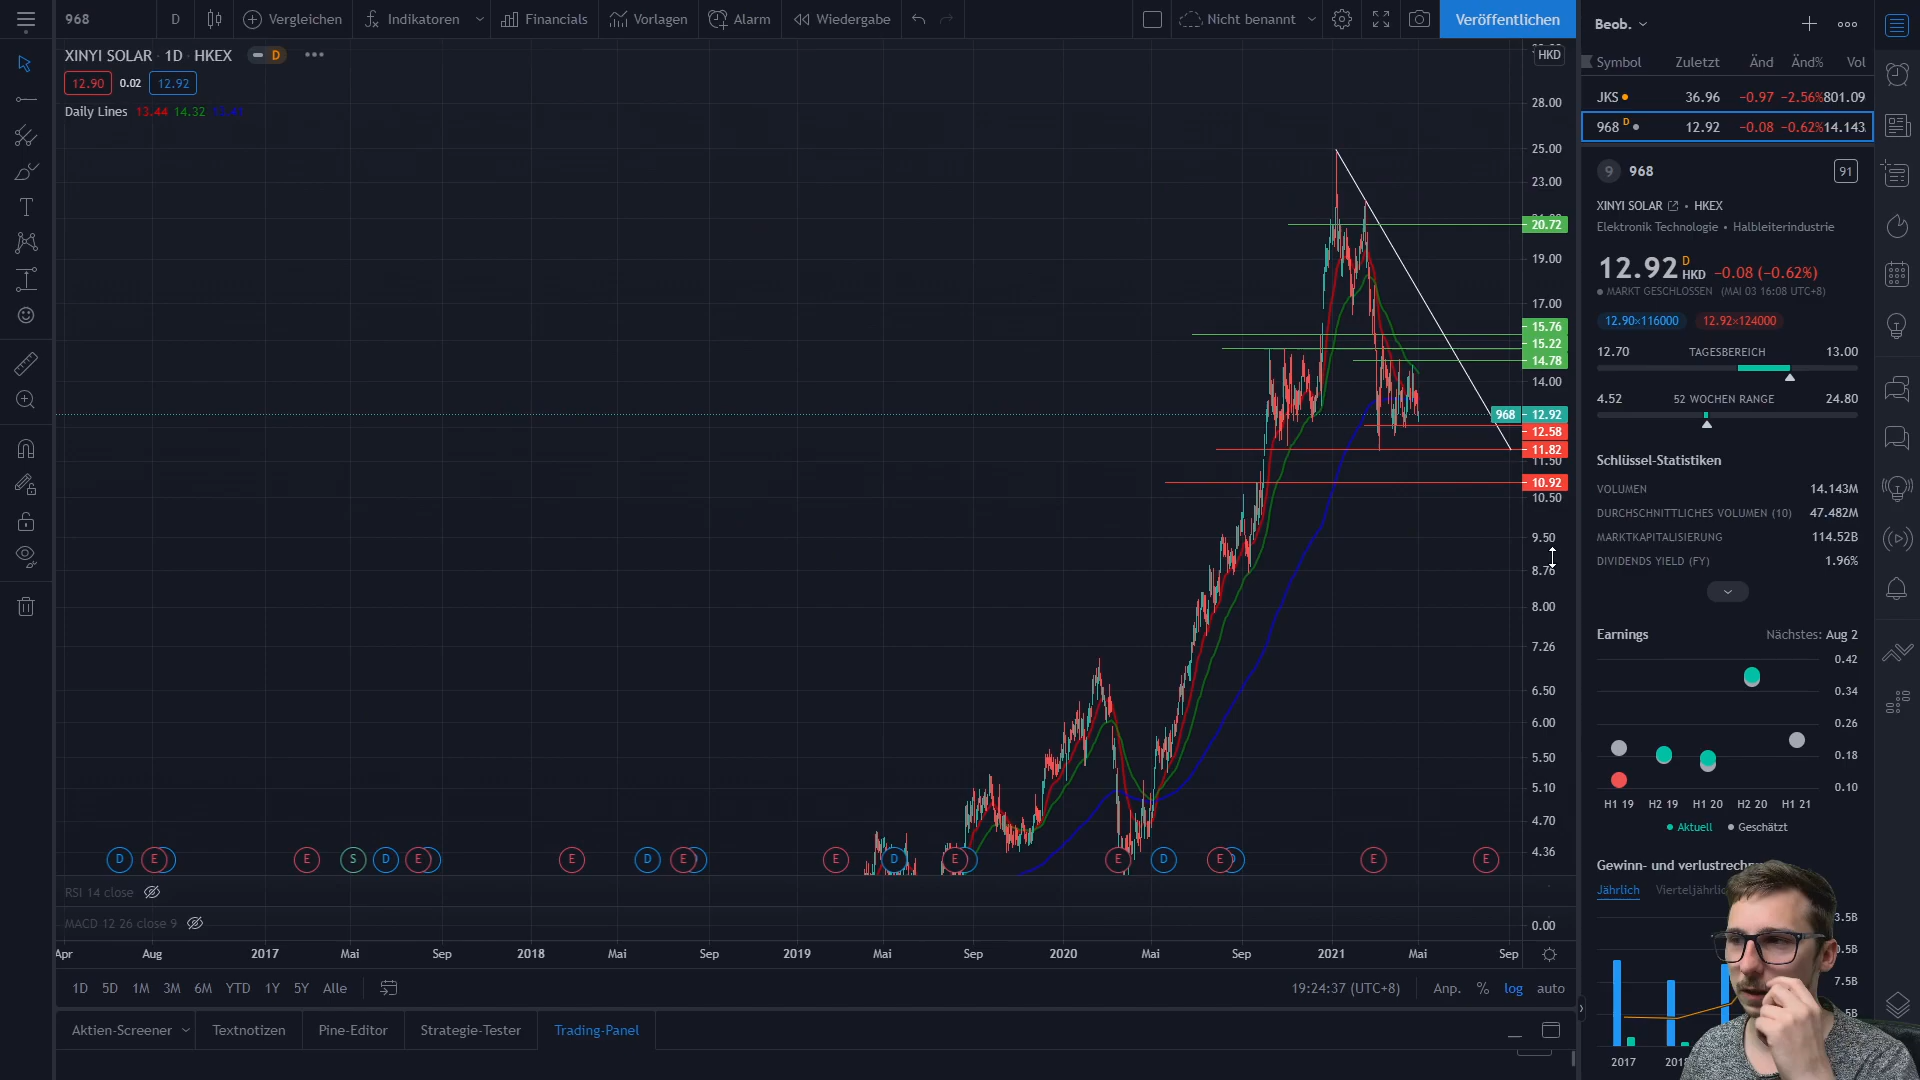 968
D
Vergleichen
Indikatoren
Financials
Vorlagen
Alarm
Wiedergabe
Nicht benannt
Veröffentlichen
XINYI SOLAR · 1D · HKEX
D
12.90 0.02 12.92
Daily Lines 13.44 14.32
HKD
28.00
25.00
23.00
20.72
19.00
17.00
15.76
15.22
14.78
14.00
968 12.92
12.58
11.82
11.50
10.92
10.50
9.50
8.76
8.00
7.26
6.50
6.00
5.50
5.10
4.70
4.36
D E E S D E E D E E D E E D E E E
RSI 14 close
MACD 12 26 close 9
0.00
Apr Aug 2017 Mai Sep 2018 Mai Sep 2019 Mai Sep 2020 Mai Sep 2021 Mai Sep
1D 5D 1M 3M 6M YTD 1Y 5Y Alle
19:24:37 (UTC+8) Anp. % log auto
Aktien-Screener Textnotizen Pine-Editor Strategie-Tester Trading-Panel
Beob.
Symbol Zuletzt Änd Änd% Vol
JKS 36.96 −0.97 −2.56% 801.09
968 D 12.92 −0.08 −0.62% 14.143
9 968 91
XINYI SOLAR • HKEX
Elektronik Technologie • Halbleiterindustrie
12.92 D HKD −0.08 (−0.62%)
MARKT GESCHLOSSEN (MAI 03 16:08 UTC+8)
12.90×116000 12.92×124000
12.70 TAGESBEREICH 13.00
4.52 52 WOCHEN RANGE 24.80
Schlüssel-Statistiken
VOLUMEN 14.143M
DURCHSCHNITTLICHES VOLUMEN (10) 47.482M
MARKTKAPITALISIERUNG 114.52B
DIVIDENDS YIELD (FY) 1.96%
Earnings Nächstes: Aug 2
0.42
0.34
0.26
0.18
0.10
H1 19 H2 19 H1 20 H2 20 H1 21
Aktuell Geschätzt
Gewinn- und
Jährlich
3.5B
7.5B
2017